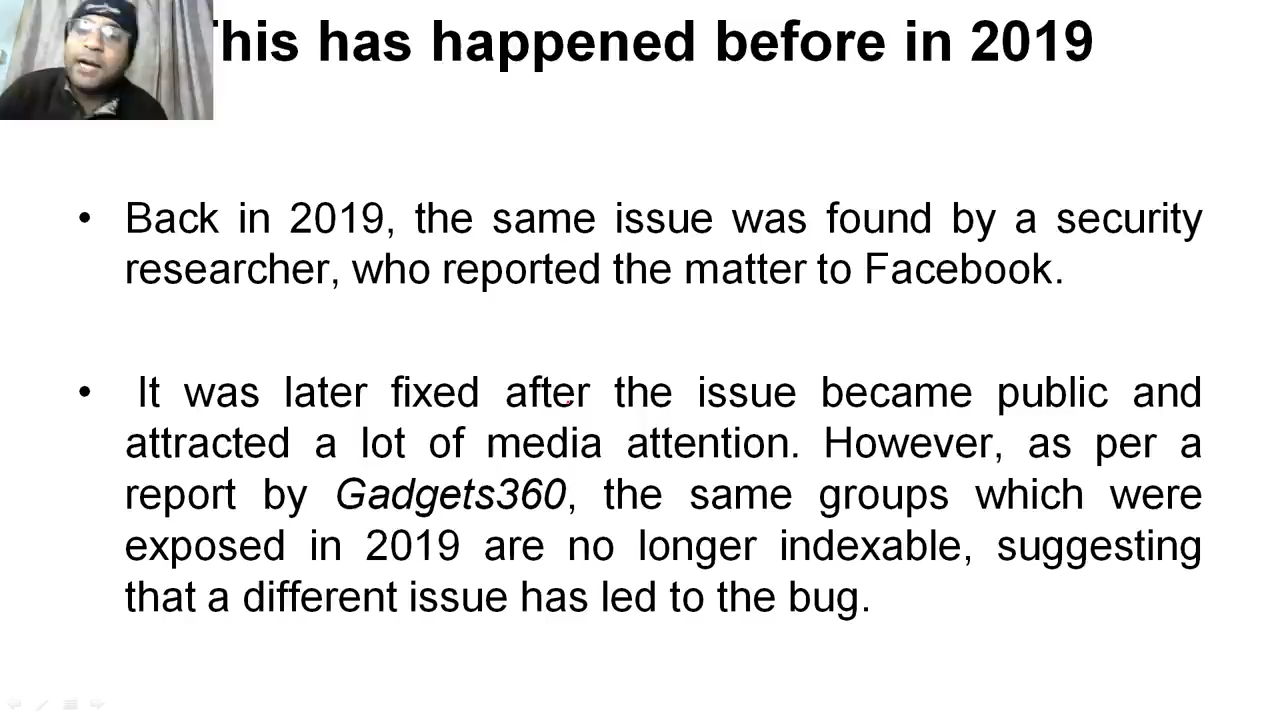 This has happened before in 2019
• Back in 2019, the same issue was found by a security
researcher, who reported the matter to Facebook.
• It was later fixed after the issue became public and
attracted a lot of media attention. However, as per a
report by Gadgets360, the same groups which were
exposed in 2019 are no longer indexable, suggesting
that a different issue has led to the bug.